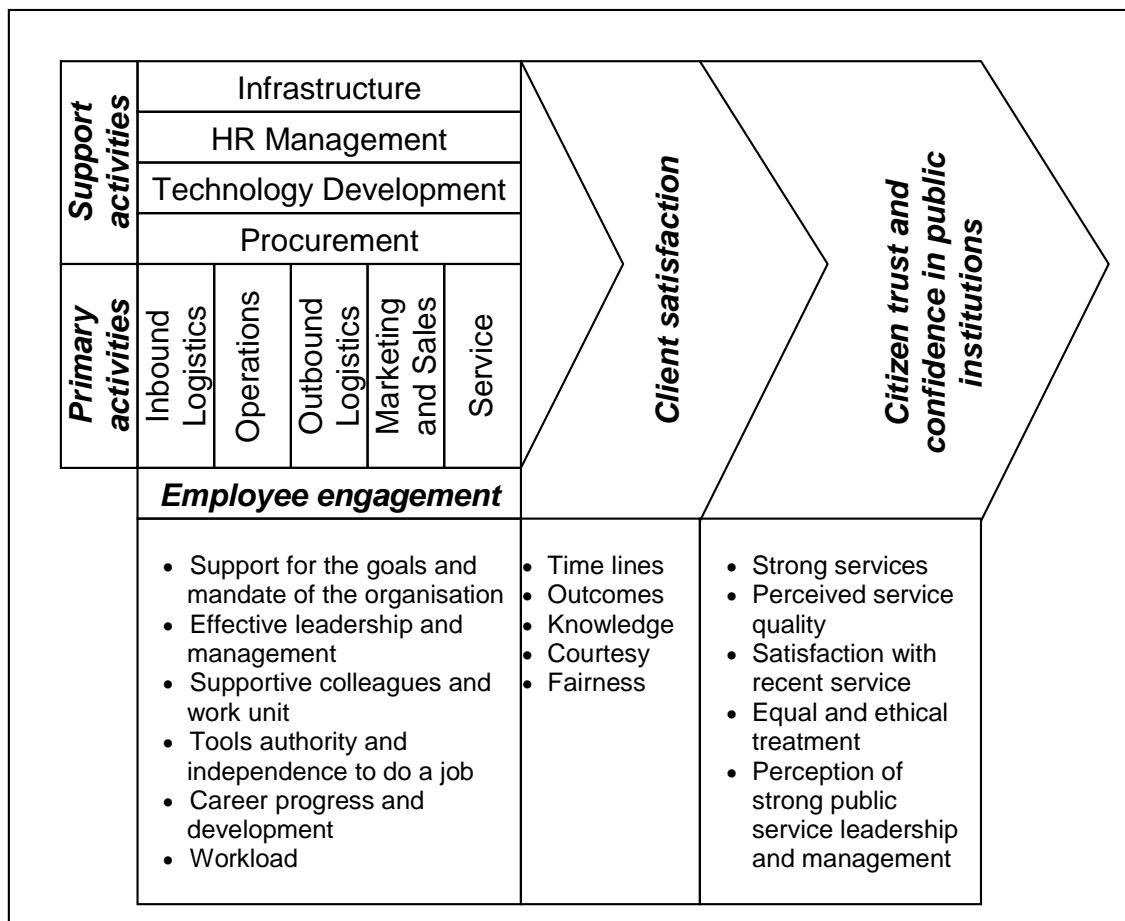 Support
activities
Infrastructure
HR Management
Technology Development
Procurement
Primary
activities
Inbound
Logistics
Operations
Outbound
Logistics
Marketing
and Sales
Service
Client satisfaction
Citizen trust and
confidence in public
institutions
Employee engagement
• Support for the goals and
mandate of the organisation
• Effective leadership and
management
• Supportive colleagues and
work unit
• Tools authority and
independence to do a job
• Career progress and
development
• Workload
• Time lines
• Outcomes
• Knowledge
• Courtesy
• Fairness
• Strong services
• Perceived service
quality
• Satisfaction with
recent service
• Equal and ethical
treatment
• Perception of
strong public
service leadership
and management